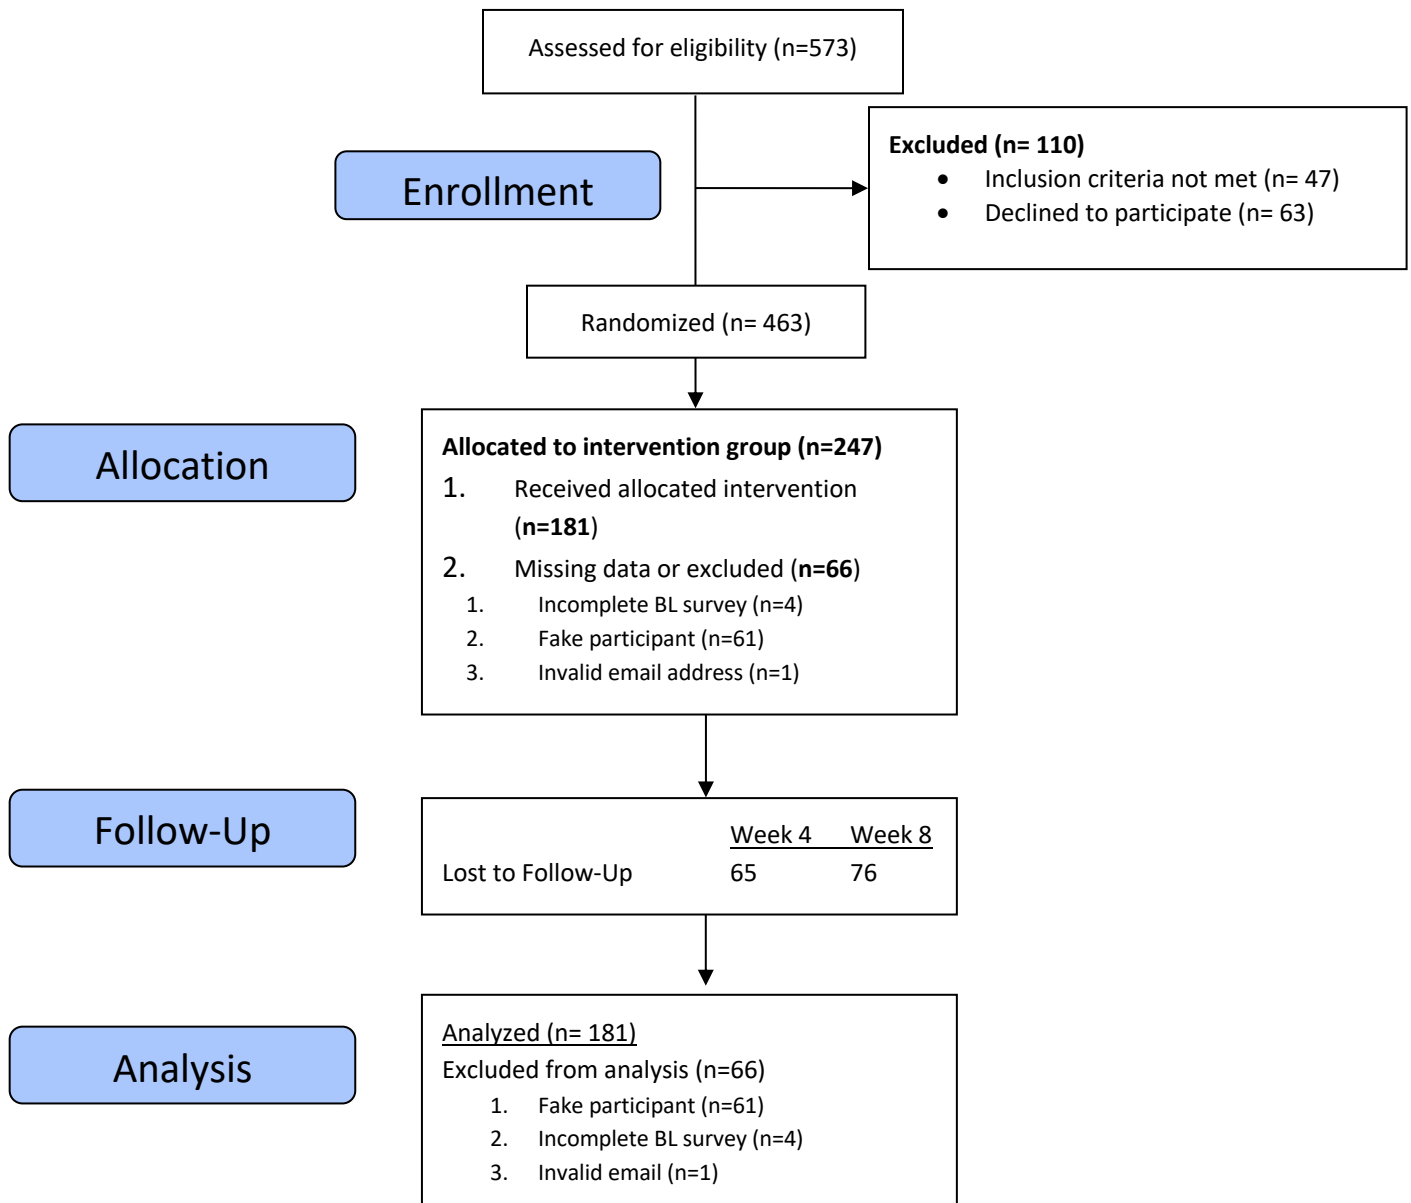 Assessed for eligibility (n=573)
Excluded (n= 110)
• Inclusion criteria not met (n= 47)
• Declined to participate (n= 63)
Enrollment
Randomized (n= 463)
Allocation
Allocated to intervention group (n=247)
1. Received allocated intervention
(n=181)
2. Missing data or excluded (n=66)
1. Incomplete BL survey (n=4)
2. Fake participant (n=61)
3. Invalid email address (n=1)
Follow-Up
Week 4 Week 8
Lost to Follow-Up 65 76
Analysis
Analyzed (n= 181)
Excluded from analysis (n=66)
1. Fake participant (n=61)
2. Incomplete BL survey (n=4)
3. Invalid email (n=1)